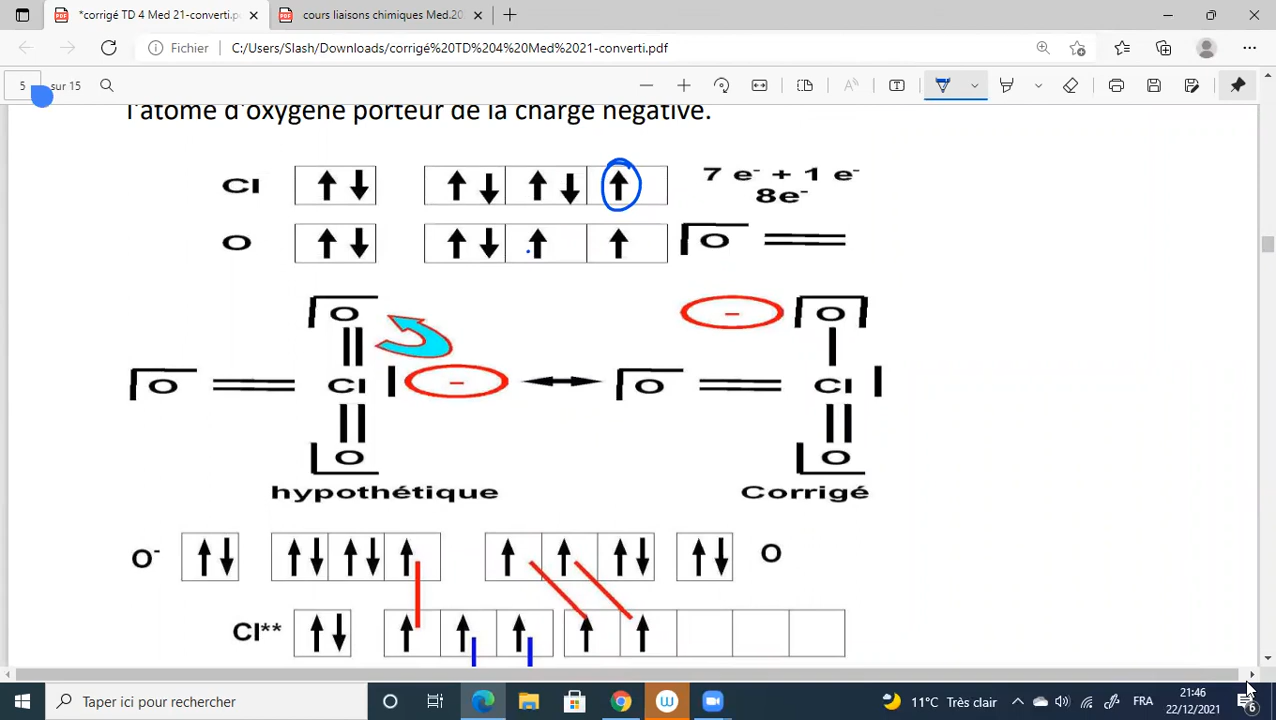 *corrigé TD 4 Med 21-converti.p
cours liaisons chimiques Med.20
Fichier
C:/Users/Slash/Downloads/corrigé%20TD%204%20Med%2021-converti.pdf
5 sur 15
l'atome d'oxygène porteur de la charge négative.
Cl
7 e- + 1 e-
8e-
O
O
O
-
-
O
O
Cl
O
Cl
O
O
hypothétique
Corrigé
O-
O
Cl**
Taper ici pour rechercher
W
11°C Très clair
FRA
21:46
22/12/2021
6